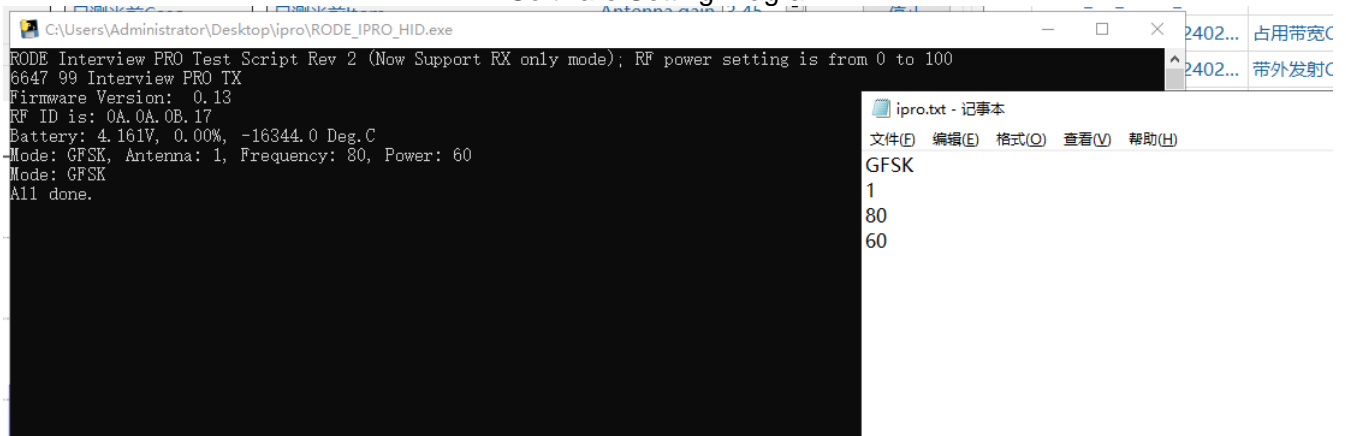 C:\Users\Administrator\Desktop\ipro\RODE_IPRO_HID.exe
RODE Interview PRO Test Script Rev 2 (Now Support RX only mode); RF power setting is from 0 to 100
6647 99 Interview PRO TX
Firmware Version: 0.13
RF ID is: 0A.0A.0B.17
Battery: 4.161V, 0.00%, -16344.0 Deg.C
Mode: GFSK, Antenna: 1, Frequency: 80, Power: 60
Mode: GFSK
All done.
2402... 占用带宽
2402... 带外发射
ipro.txt - 记事本
文件(F) 编辑(E) 格式(O) 查看(V) 帮助(H)
GFSK
1
80
60